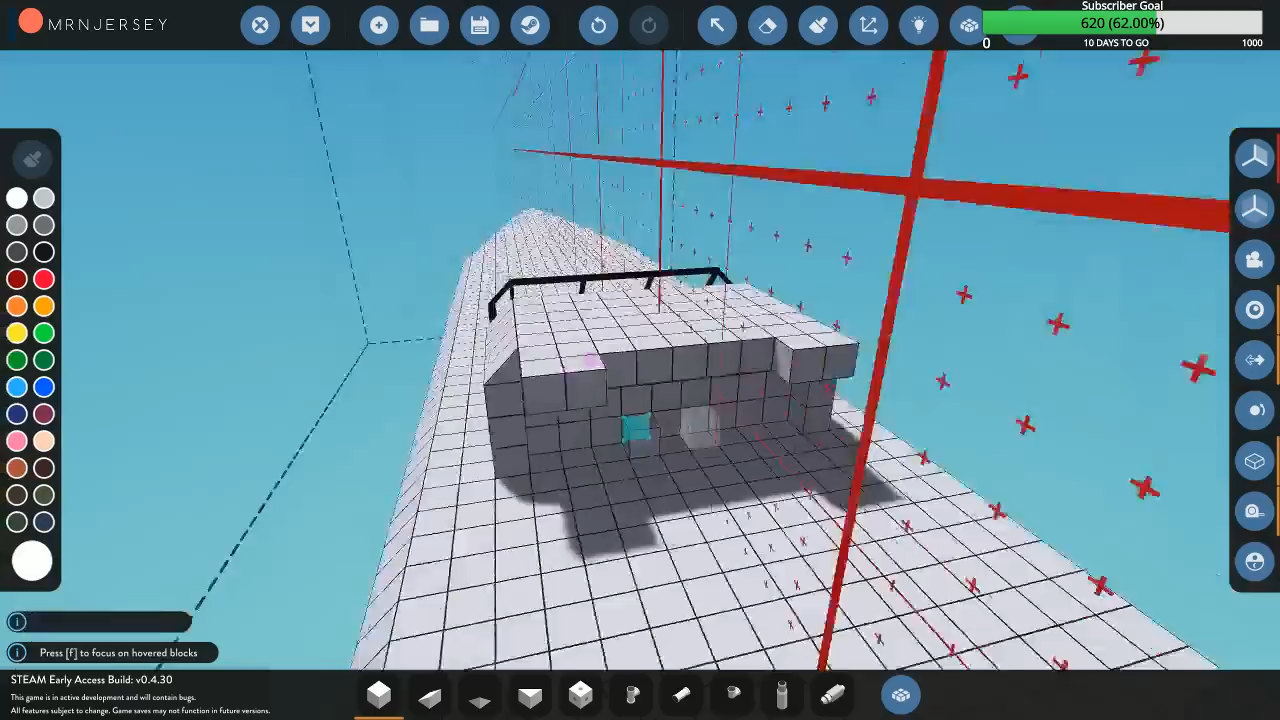 MRNJERSEY
Subscriber Goal
620 (62.00%)
0
10 DAYS TO GO
1000
Press [f] to focus on hovered blocks
STEAM Early Access Build: v0.4.30
This game is in active development and will contain bugs.
All features subject to change. Game saves may not function in future versions.